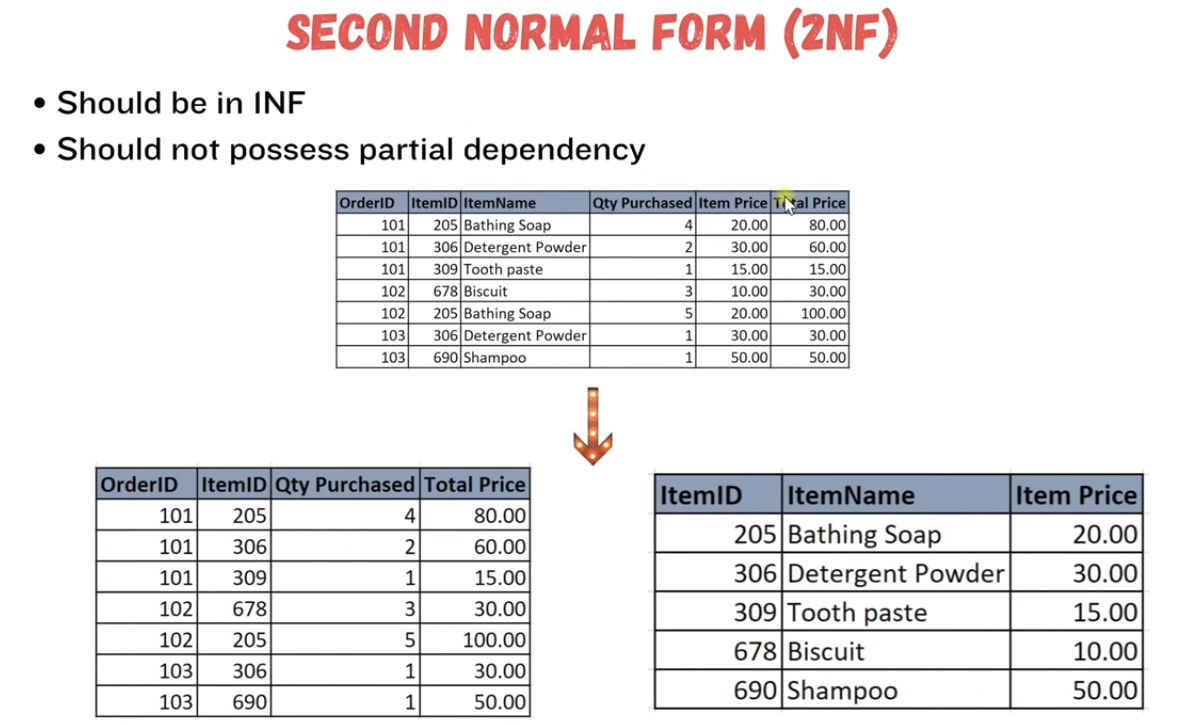 SECOND NORMAL FORM (2NF)
• Should be in 1NF
• Should not possess partial dependency
OrderID ItemID ItemName Qty Purchased Item Price Total Price
101 205 Bathing Soap 4 20.00 80.00
101 306 Detergent Powder 2 30.00 60.00
101 309 Tooth paste 1 15.00 15.00
102 678 Biscuit 3 10.00 30.00
102 205 Bathing Soap 5 20.00 100.00
103 306 Detergent Powder 1 30.00 30.00
103 690 Shampoo 1 50.00 50.00
OrderID ItemID Qty Purchased Total Price
101 205 4 80.00
101 306 2 60.00
101 309 1 15.00
102 678 3 30.00
102 205 5 100.00
103 306 1 30.00
103 690 1 50.00
ItemID ItemName Item Price
205 Bathing Soap 20.00
306 Detergent Powder 30.00
309 Tooth paste 15.00
678 Biscuit 10.00
690 Shampoo 50.00